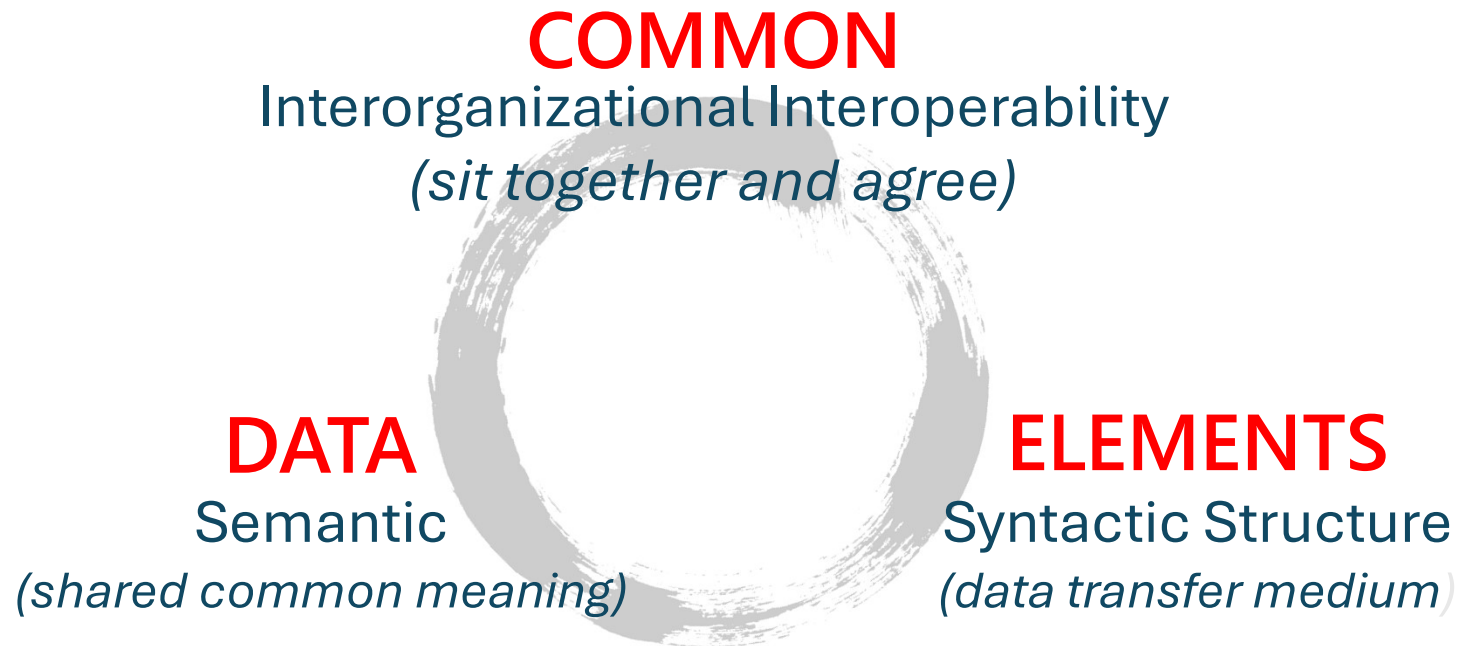 COMMON
Interorganizational Interoperability
(sit together and agree)
DATA
Semantic
(shared common meaning)
ELEMENTS
Syntactic Structure
(data transfer medium)